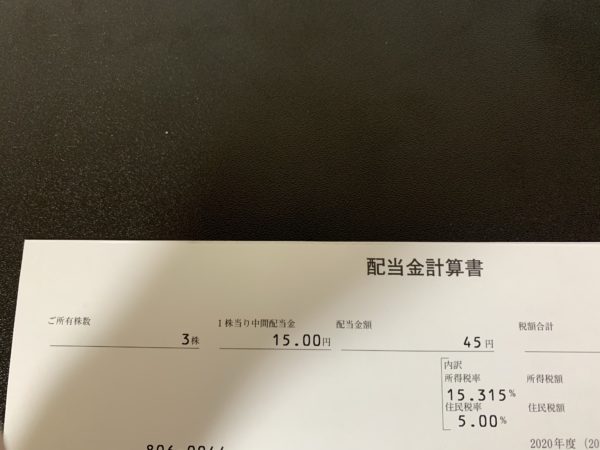 配当金計算書
ご所有株数 1株当り中間配当金 配当金額 税額合計
3株 15.00円 45円
内訳
所得税率 所得税額
15.315%
住民税率 住民税額
5.00%
2020年度（20